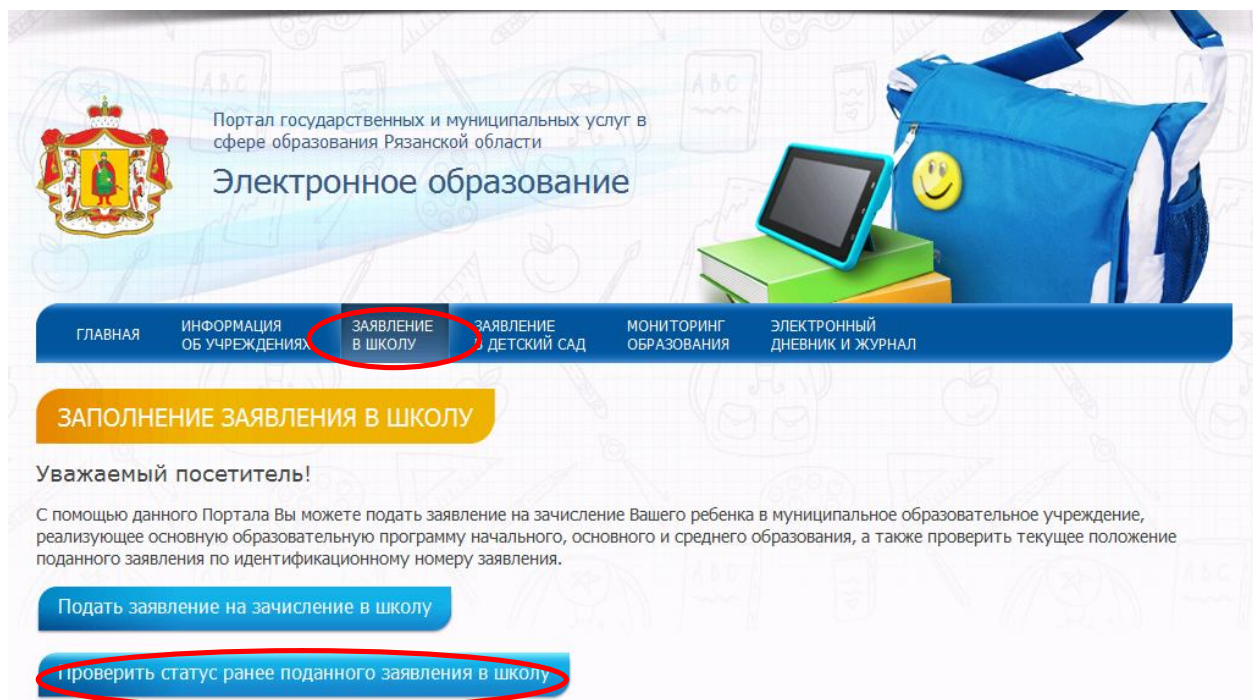 Портал государственных и муниципальных услуг в
сфере образования Рязанской области
Электронное образование
ГЛАВНАЯ
ИНФОРМАЦИЯ
ОБ УЧРЕЖДЕНИЯХ
ЗАЯВЛЕНИЕ
В ШКОЛУ
ЗАЯВЛЕНИЕ
В ДЕТСКИЙ САД
МОНИТОРИНГ
ОБРАЗОВАНИЯ
ЭЛЕКТРОННЫЙ
ДНЕВНИК И ЖУРНАЛ
ЗАПОЛНЕНИЕ ЗАЯВЛЕНИЯ В ШКОЛУ
Уважаемый посетитель!
С помощью данного Портала Вы можете подать заявление на зачисление Вашего ребенка в муниципальное образовательное учреждение,
реализующее основную образовательную программу начального, основного и среднего образования, а также проверить текущее положение
поданного заявления по идентификационному номеру заявления.
Подать заявление на зачисление в школу
Проверить статус ранее поданного заявления в школу